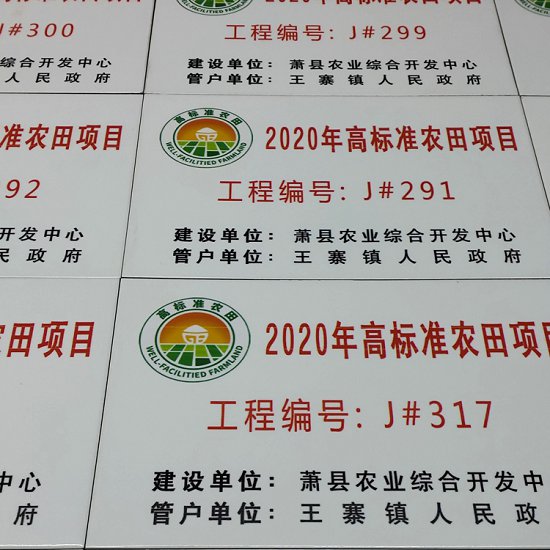 J#300
工程编号: J#299
综合开发中心
人民政府
建设单位: 萧县农业综合开发中心
管户单位: 王寨镇人民政府
准农田项目
92
开发中心
民政府
高标准农田
WELL-FACILITIED FARMLAND
2020年高标准农田项目
工程编号: J#291
建设单位: 萧县农业综合开发中心
管户单位: 王寨镇人民政府
田项目
中心
府
高标准农田
WELL-FACILITIED FARMLAND
2020年高标准农田项目
工程编号: J#317
建设单位: 萧县农业综合开发中
管户单位: 王寨镇人民政